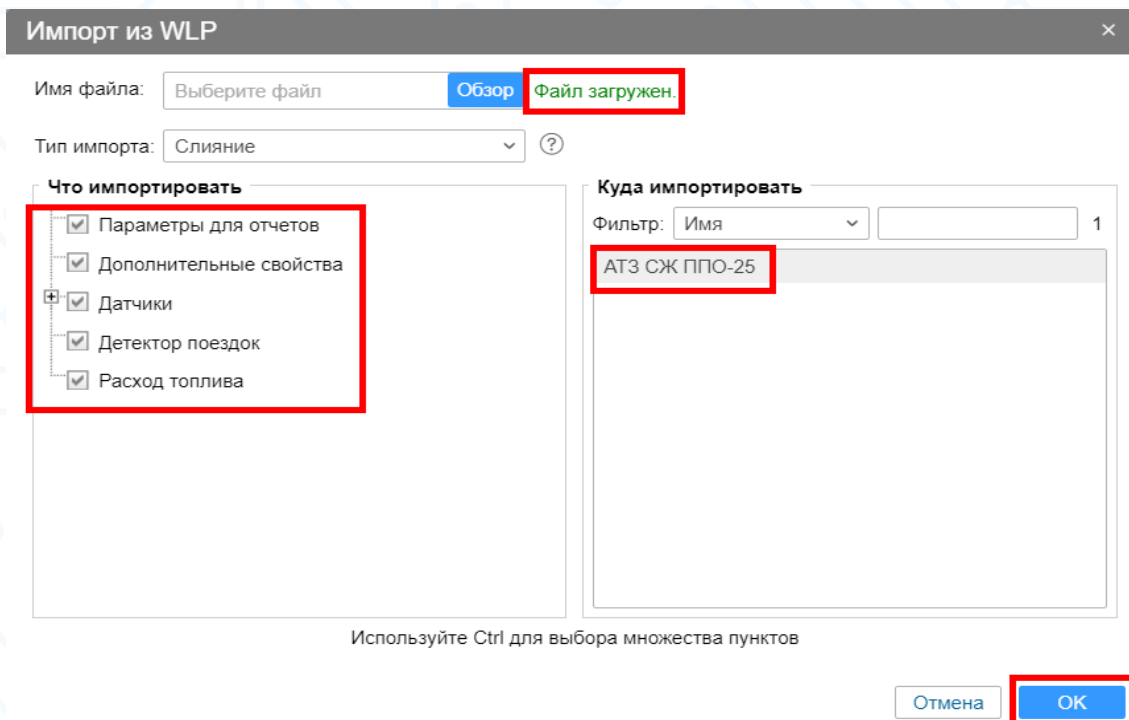 Импорт из WLP ×
Имя файла: Выберите файл Обзор Файл загружен.
Тип импорта: Слияние ?
Что импортировать
Параметры для отчетов
Дополнительные свойства
Датчики
Детектор поездок
Расход топлива
Куда импортировать
Фильтр: Имя 1
АТЗ СЖ ППО-25
Используйте Ctrl для выбора множества пунктов
Отмена OK